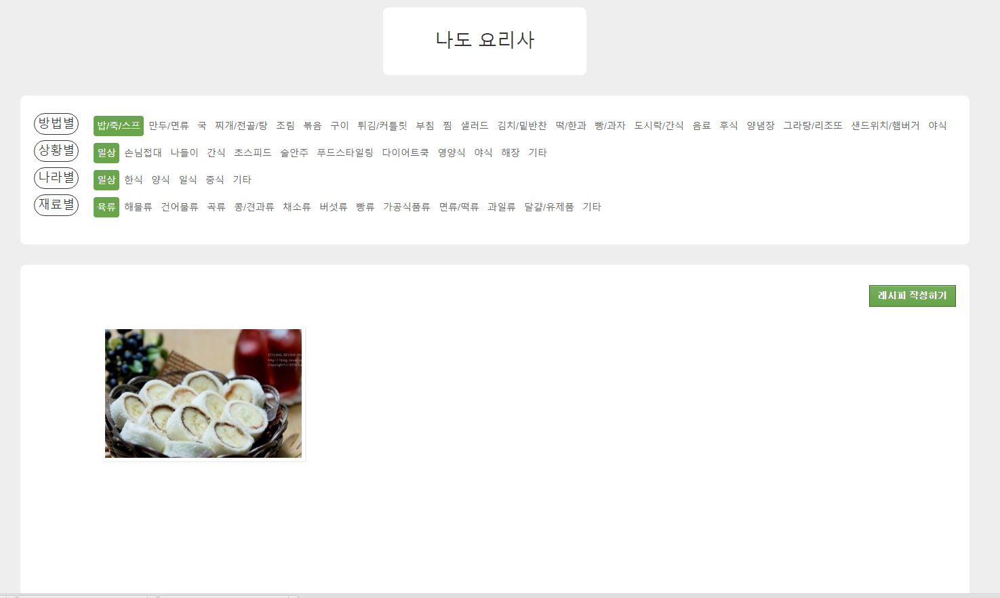 나도 요리사
방법별 밥/죽/스프 만두/면류 국 찌개/전골/탕 조림 볶음 구이 튀김/커틀릿 부침 찜 샐러드 김치/밑반찬 떡/한과 빵/과자 도시락/간식 음료 후식 양념장 그라탕/리조또 샌드위치/햄버거 야식
상황별 일상 손님접대 나들이 간식 초스피드 술안주 푸드스타일링 다이어트쿡 영양식 야식 해장 기타
나라별 일상 한식 양식 일식 중식 기타
재료별 육류 해물류 건어물류 곡류 콩/견과류 채소류 버섯류 빵류 가공식품류 면류/떡류 과일류 달걀/유제품 기타
레시피 작성하기
STYLING, REVIEW,